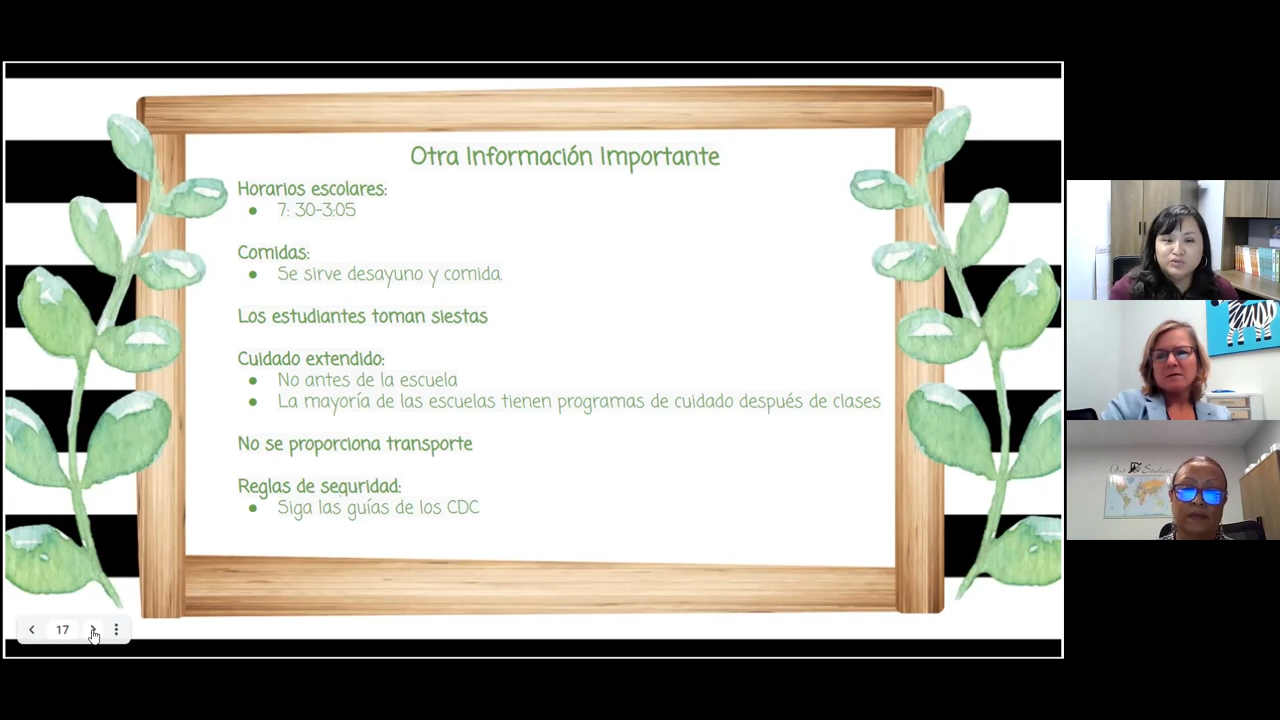 Otra Información Importante
Horarios escolares:
● 7: 30-3:05
Comidas:
● Se sirve desayuno y comida.
Los estudiantes toman siestas
Cuidado extendido:
● No antes de la escuela
● La mayoría de las escuelas tienen programas de cuidado después de clases
No se proporciona transporte
Reglas de seguridad:
● Siga las guías de los CDC
17